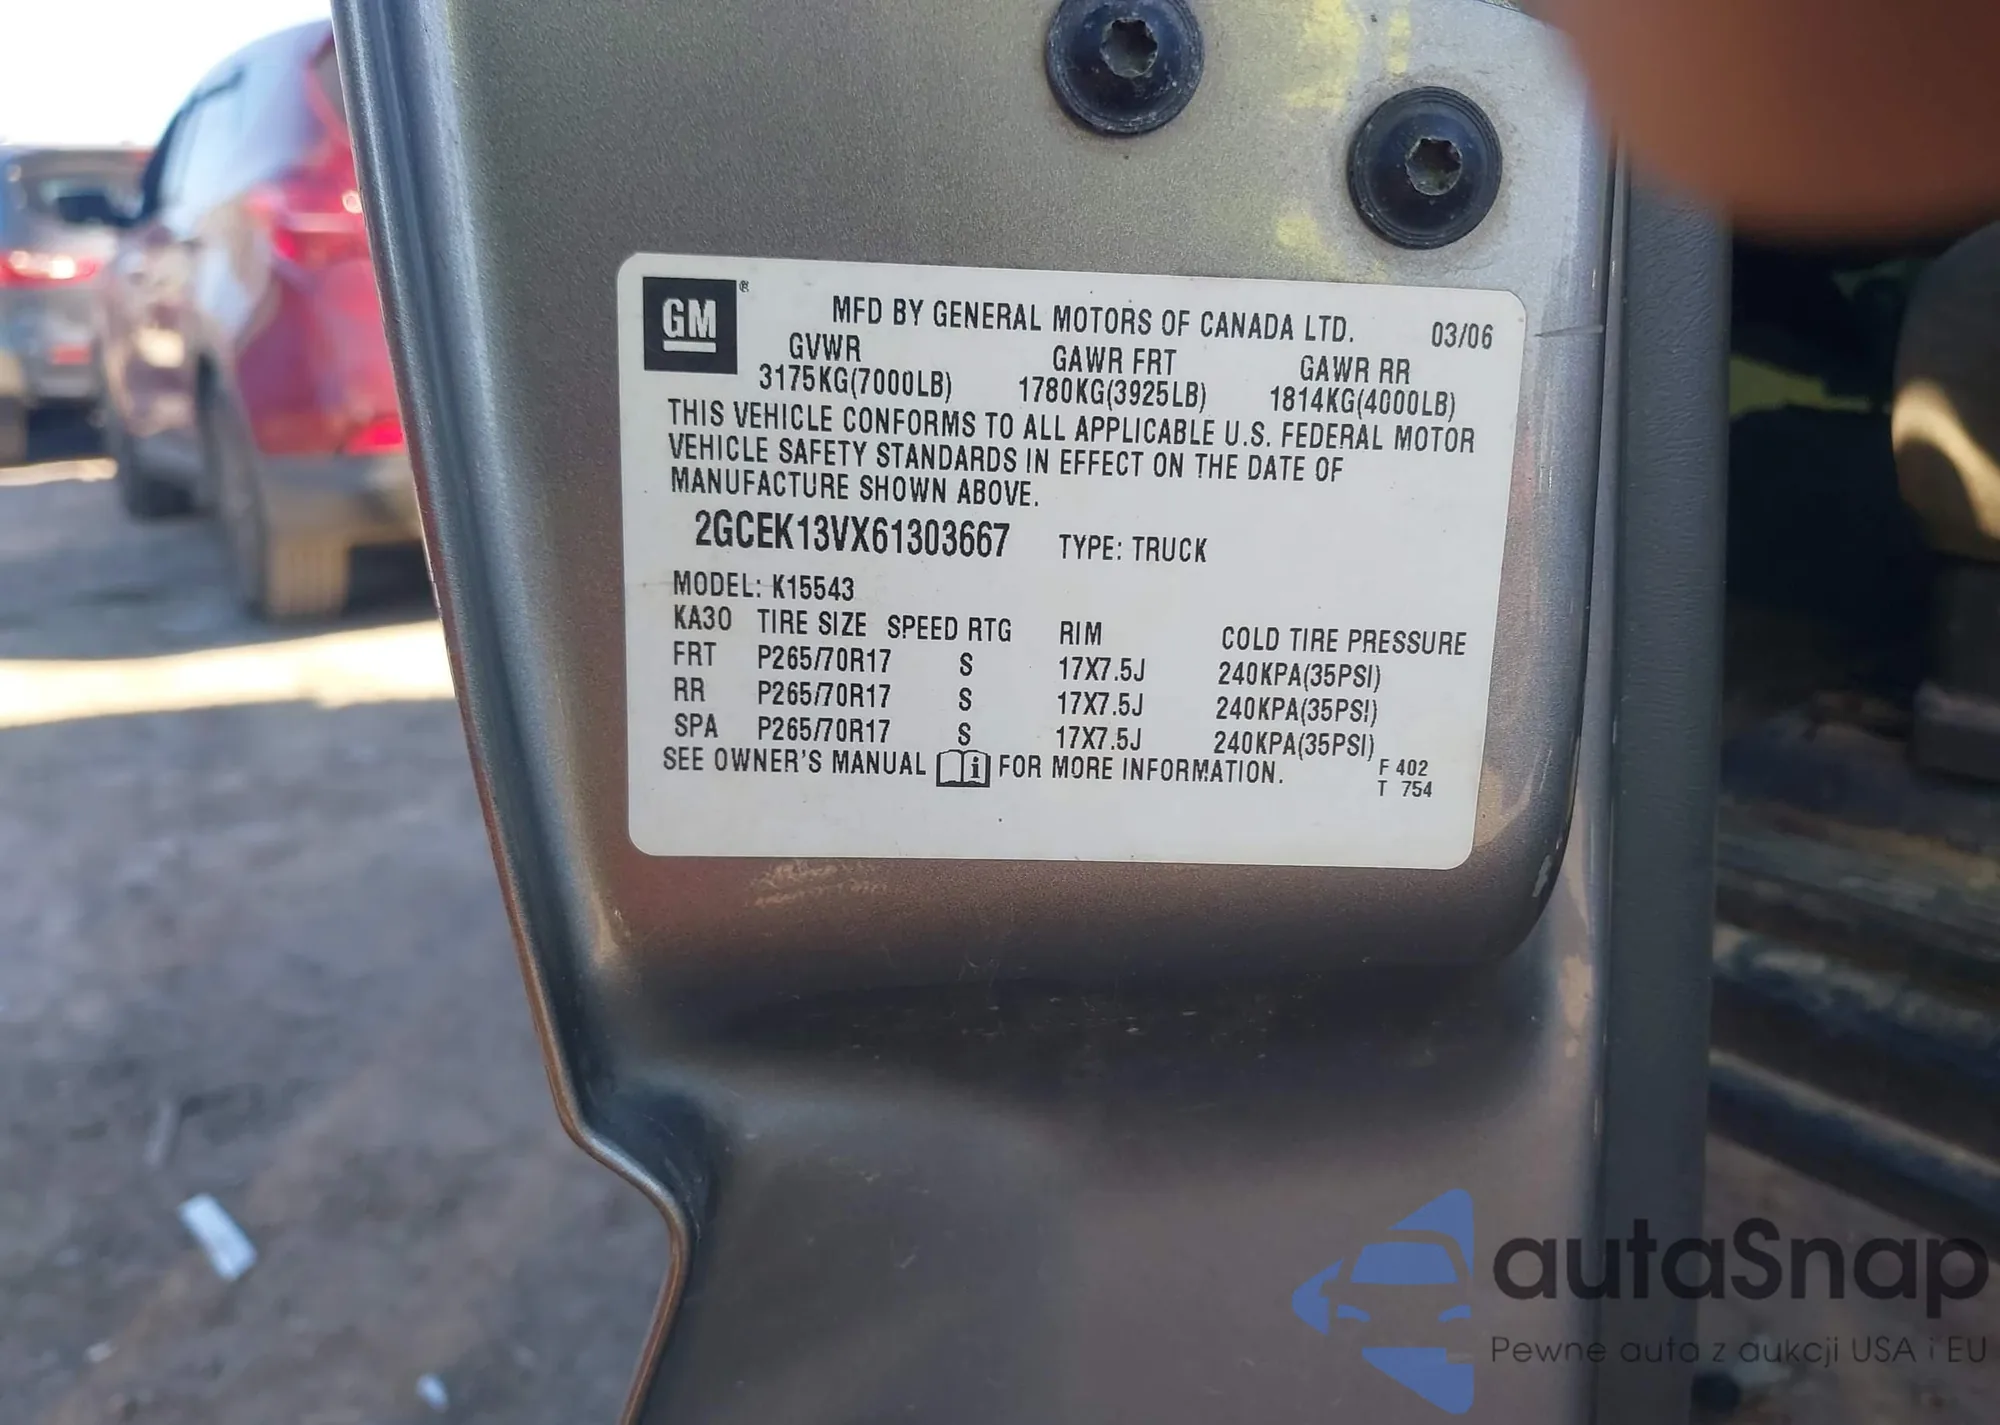 GM ®
MFD BY GENERAL MOTORS OF CANADA LTD. 03/06
GVWR GAWR FRT GAWR RR
3175KG(7000LB) 1780KG(3925LB) 1814KG(4000LB)
THIS VEHICLE CONFORMS TO ALL APPLICABLE U.S. FEDERAL MOTOR
VEHICLE SAFETY STANDARDS IN EFFECT ON THE DATE OF
MANUFACTURE SHOWN ABOVE.
2GCEK13VX61303667 TYPE: TRUCK
MODEL: K15543
KA30 TIRE SIZE SPEED RTG RIM COLD TIRE PRESSURE
FRT P265/70R17 S 17X7.5J 240KPA(35PSI)
RR P265/70R17 S 17X7.5J 240KPA(35PSI)
SPA P265/70R17 S 17X7.5J 240KPA(35PSI)
SEE OWNER'S MANUAL i FOR MORE INFORMATION.
F 402
T 754
autaSnap
Pewne auta z aukcji USA i EU